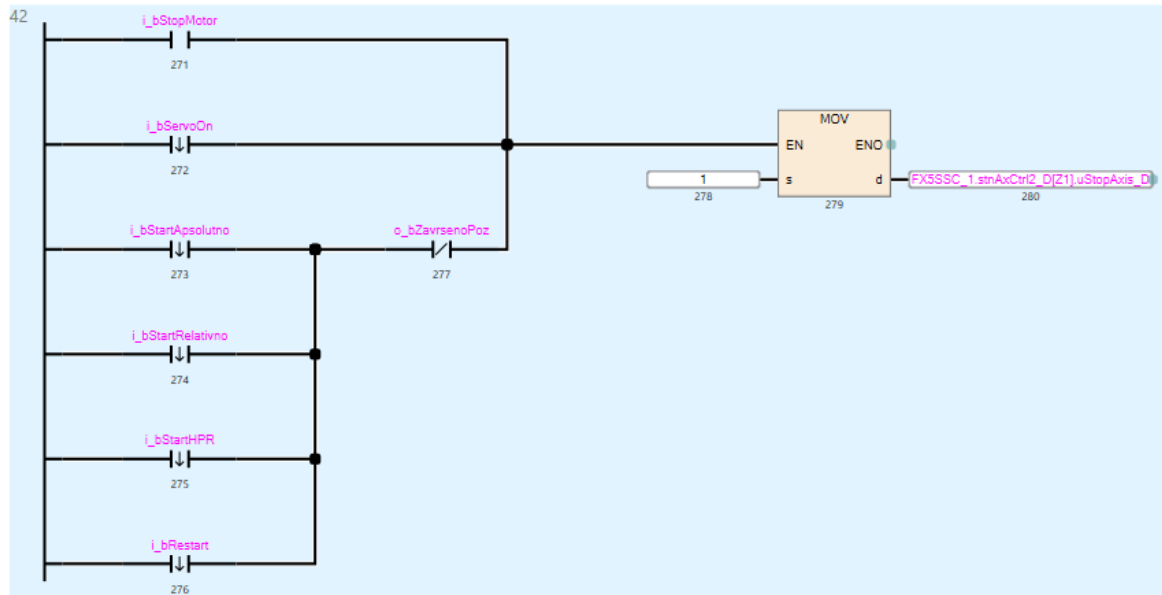 42
i_bStopMotor
271
i_bServoOn
272
MOV
EN ENO
1 s d FX5SSC_1.stnAxCtrl2_D[Z1].uStopAxis_D
278 279 280
i_bStartApsolutno o_bZavrsenoPoz
273 277
i_bStartRelativno
274
i_bStartHPR
275
i_bRestart
276